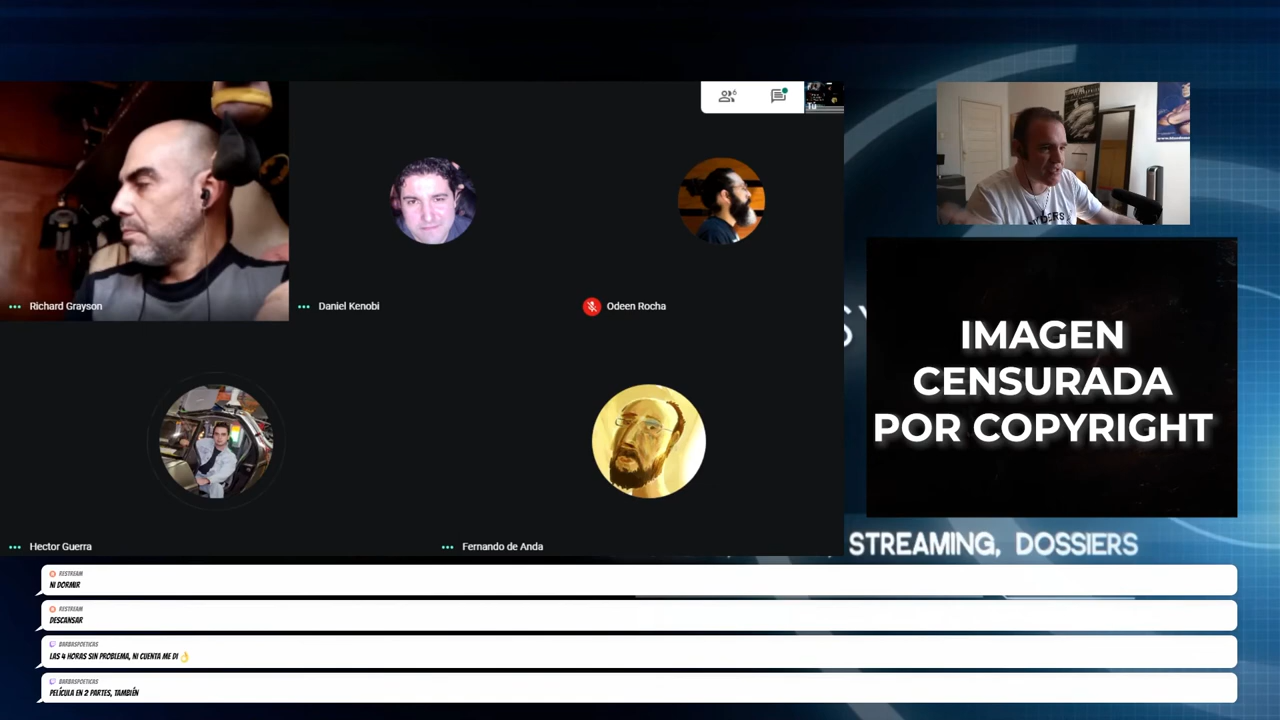 6
Tú
Richard Grayson
Daniel Kenobi
Odeen Rocha
Hector Guerra
Fernando de Anda
IMAGEN
CENSURADA
POR COPYRIGHT
STREAMING, DOSSIERS
RESTREAM
NI DORMIR
RESTREAM
DESCANSAR
BARBASPOETICAS
LAS 4 HORAS SIN PROBLEMA, NI CUENTA ME DI 👌
BARBASPOETICAS
PELÍCULA EN 2 PARTES, TAMBIÉN